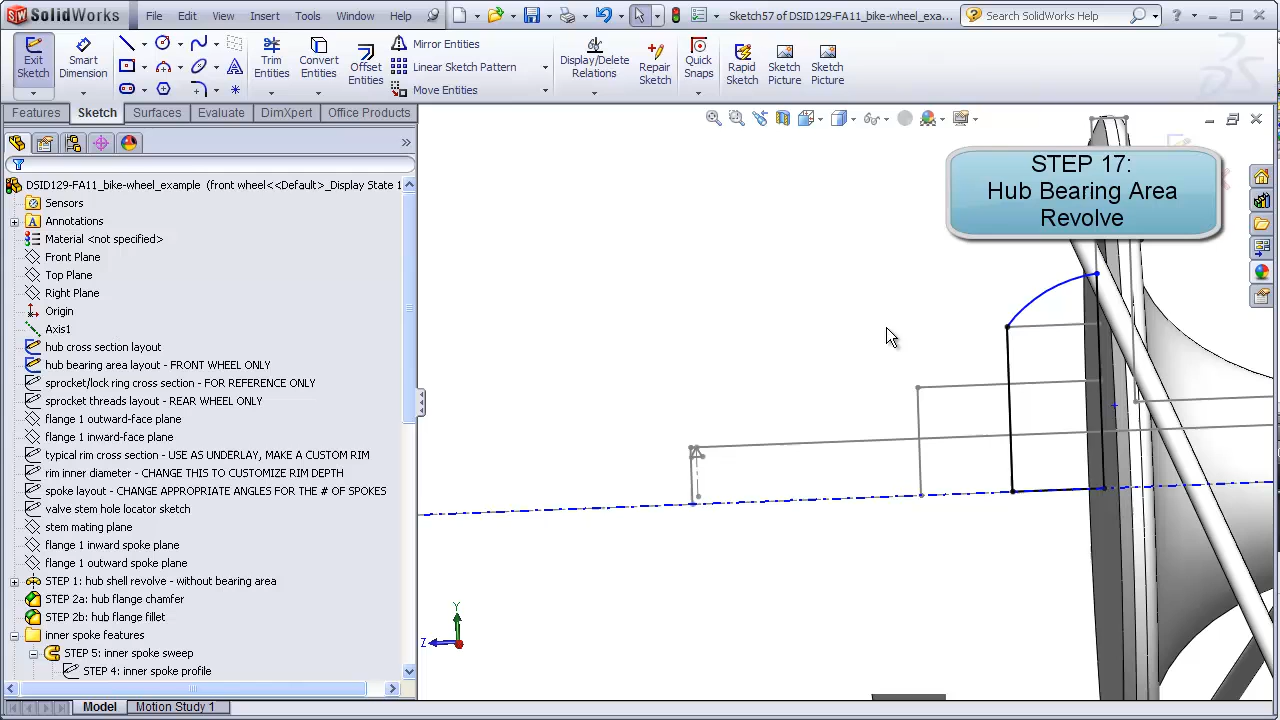 SolidWorks File Edit View Insert Tools Window Help Sketch57 of DSID129-FA11_bike-wheel_exam... Search SolidWorks Help
Exit Sketch
Smart Dimension
Trim Entities
Convert Entities
Offset Entities
Mirror Entities
Linear Sketch Pattern
Move Entities
Display/Delete Relations
Repair Sketch
Quick Snaps
Rapid Sketch
Sketch Picture
Sketch Picture
Features Sketch Surfaces Evaluate DimXpert Office Products
DSID129-FA11_bike-wheel_example (front wheel<<Default>_Display State 1
Sensors
Annotations
Material <not specified>
Front Plane
Top Plane
Right Plane
Origin
Axis1
hub cross section layout
hub bearing area layout - FRONT WHEEL ONLY
sprocket/lock ring cross section - FOR REFERENCE ONLY
sprocket threads layout - REAR WHEEL ONLY
flange 1 outward-face plane
flange 1 inward-face plane
typical rim cross section - USE AS UNDERLAY, MAKE A CUSTOM RIM
rim inner diameter - CHANGE THIS TO CUSTOMIZE RIM DEPTH
spoke layout - CHANGE APPROPRIATE ANGLES FOR THE # OF SPOKES
valve stem hole locator sketch
stem mating plane
flange 1 inward spoke plane
flange 1 outward spoke plane
STEP 1: hub shell revolve - without bearing area
STEP 2a: hub flange chamfer
STEP 2b: hub flange fillet
inner spoke features
STEP 5: inner spoke sweep
STEP 4: inner spoke profile
STEP 17:
Hub Bearing Area
Revolve
Y
Z
Model Motion Study 1